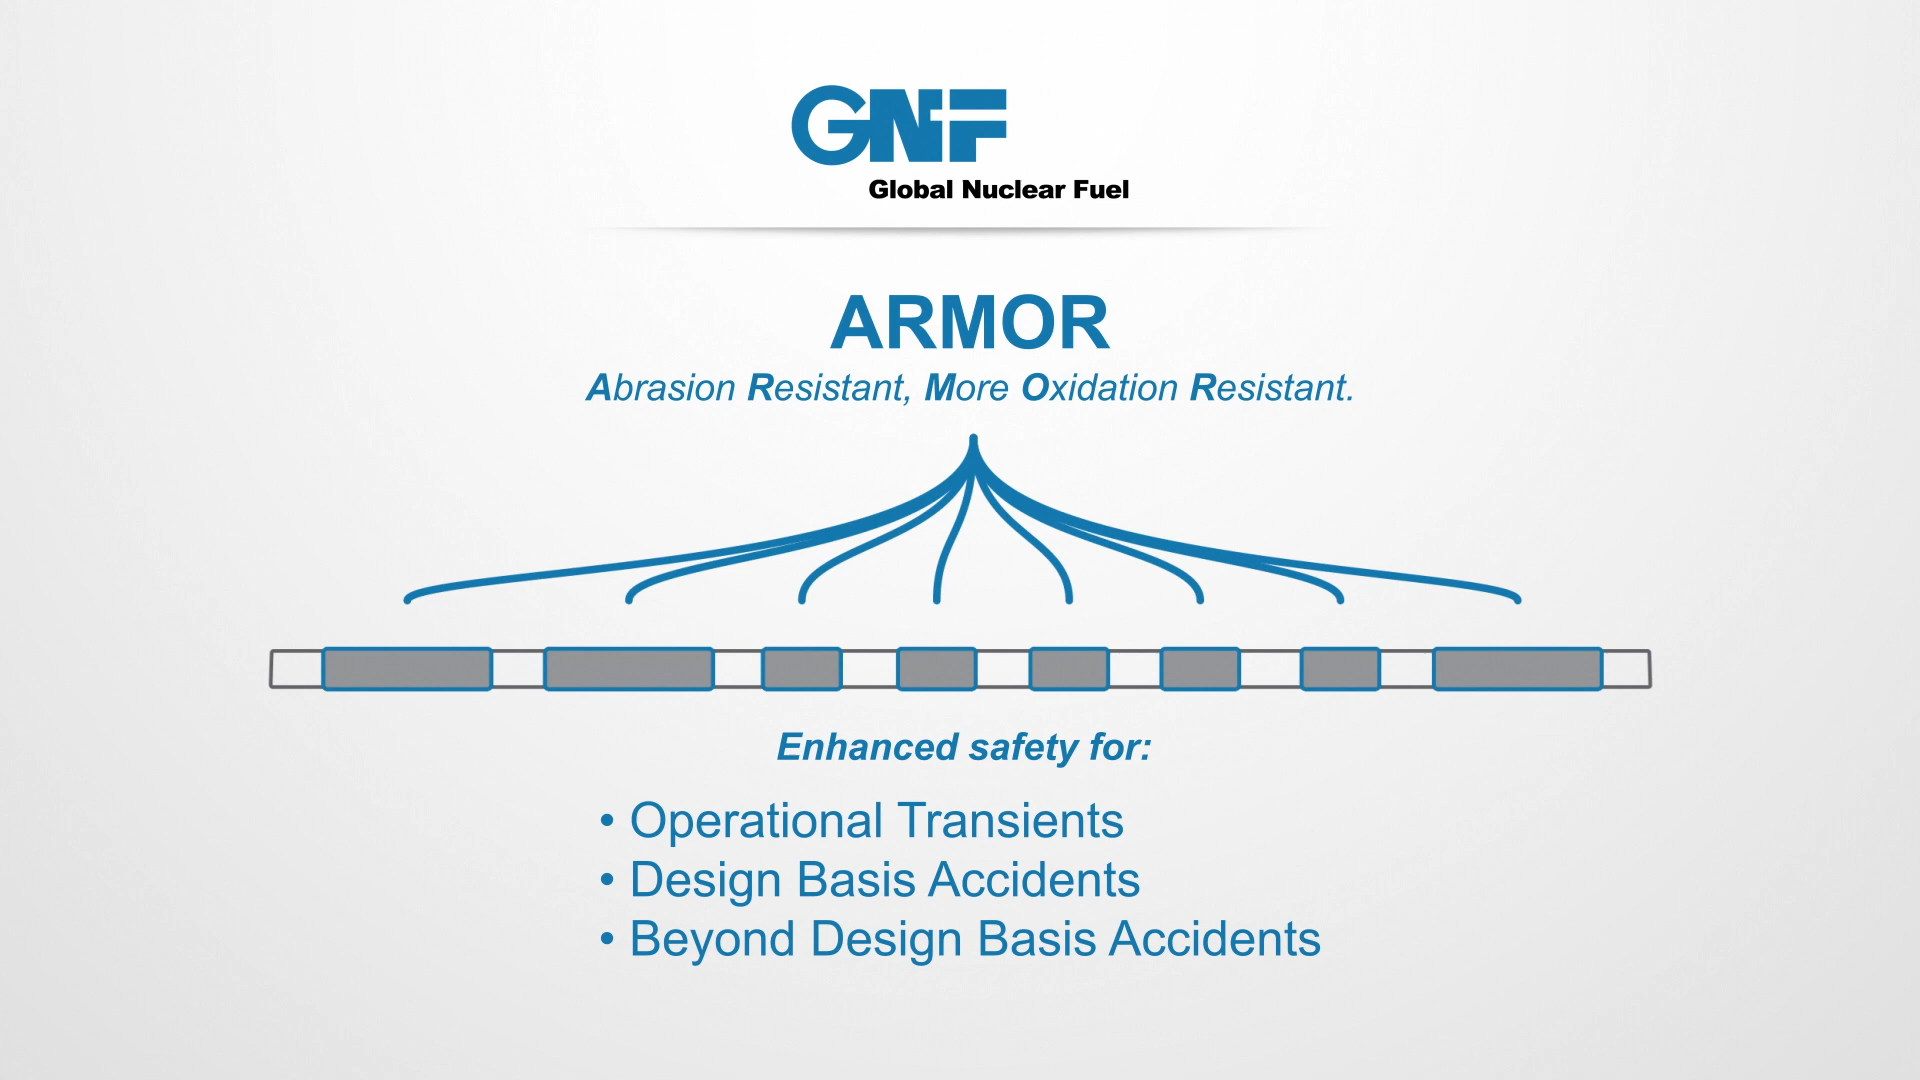 GNF
Global Nuclear Fuel
ARMOR
Abrasion Resistant, More Oxidation Resistant.
Enhanced safety for:
• Operational Transients
• Design Basis Accidents
• Beyond Design Basis Accidents